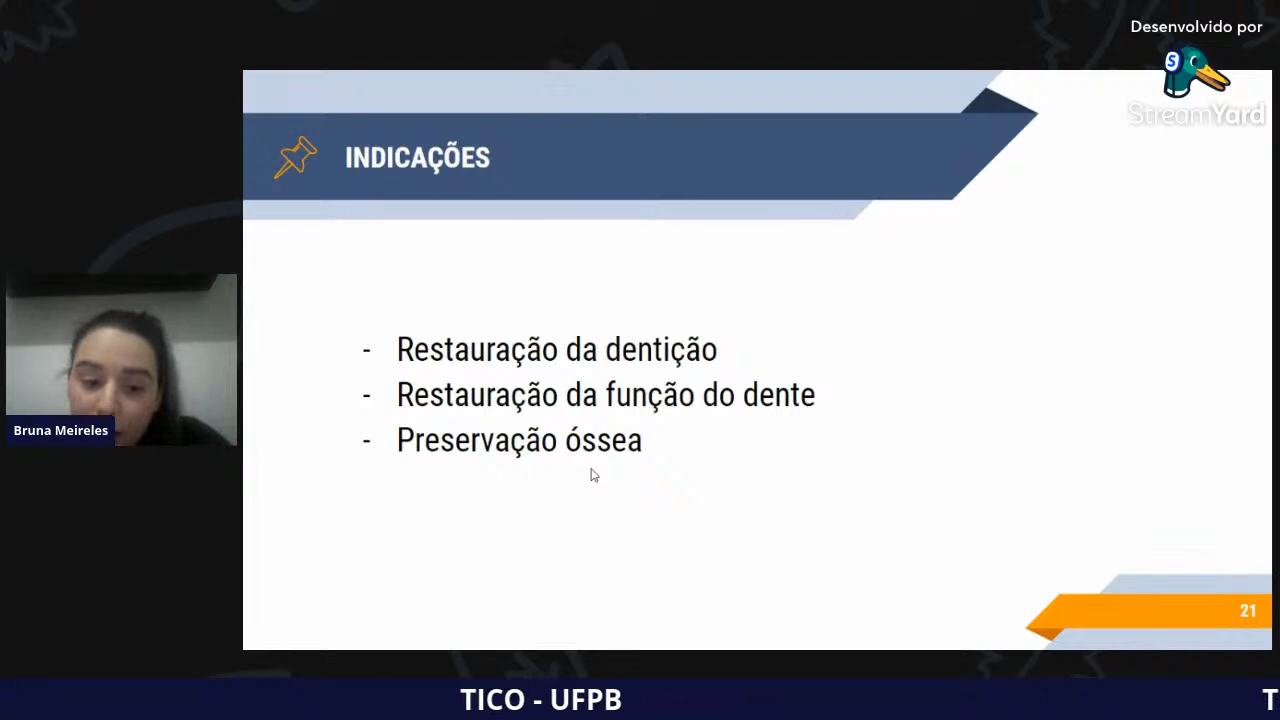 Desenvolvido por
S
StreamYard
INDICAÇÕES
- Restauração da dentição
- Restauração da função do dente
- Preservação óssea
Bruna Meireles
21
TICO - UFPB
T